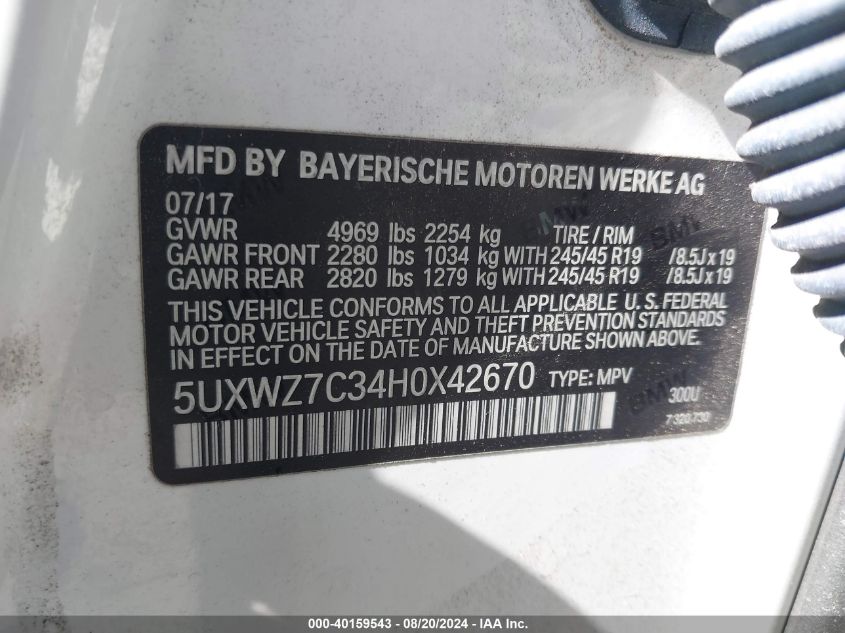 MFD BY BAYERISCHE MOTOREN WERKE AG
07/17
GVWR 4969 lbs 2254 kg TIRE / RIM
GAWR FRONT 2280 lbs 1034 kg WITH 245/45 R19 /8.5J x 19
GAWR REAR 2820 lbs 1279 kg WITH 245/45 R19 /8.5J x 19
THIS VEHICLE CONFORMS TO ALL APPLICABLE U.S. FEDERAL
MOTOR VEHICLE SAFETY AND THEFT PREVENTION STANDARDS
IN EFFECT ON THE DATE OF MANUFACTURE SHOWN ABOVE.
5UXWZ7C34H0X42670 TYPE: MPV 300U
7 320 730
000-40159543 - 08/20/2024 - IAA Inc.